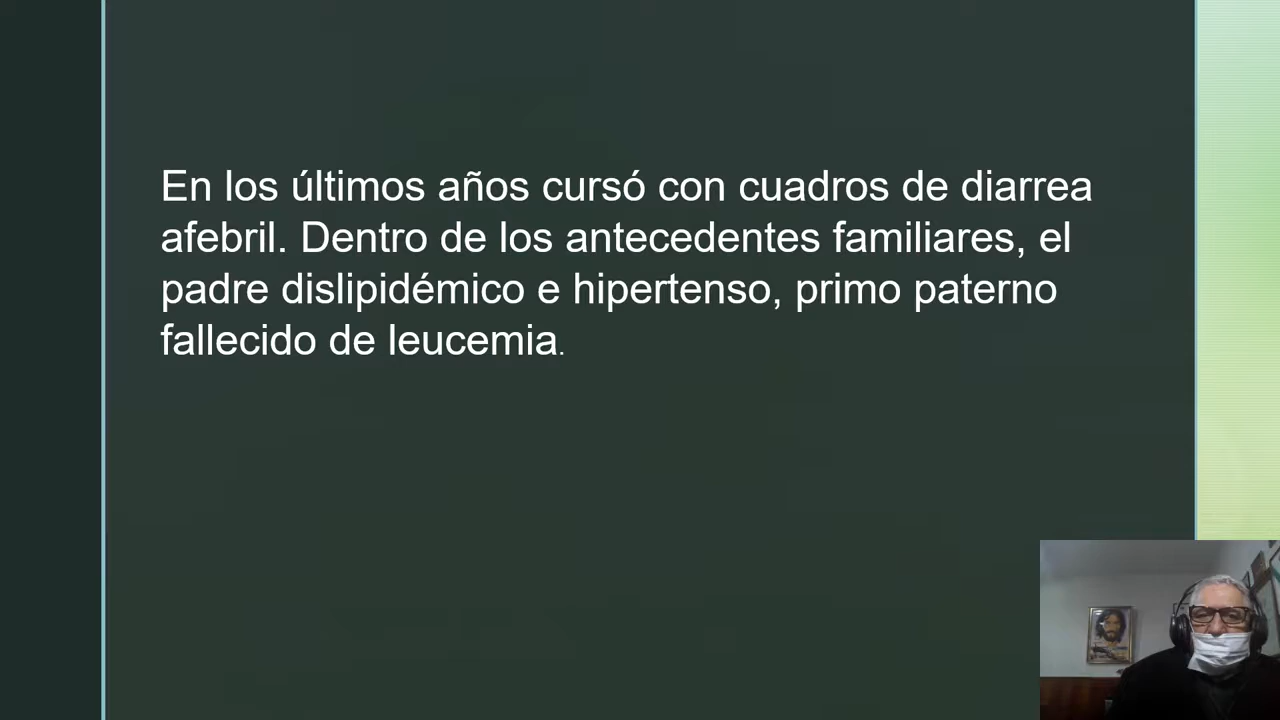 En los últimos años cursó con cuadros de diarrea
afebril. Dentro de los antecedentes familiares, el
padre dislipidémico e hipertenso, primo paterno
fallecido de leucemia.